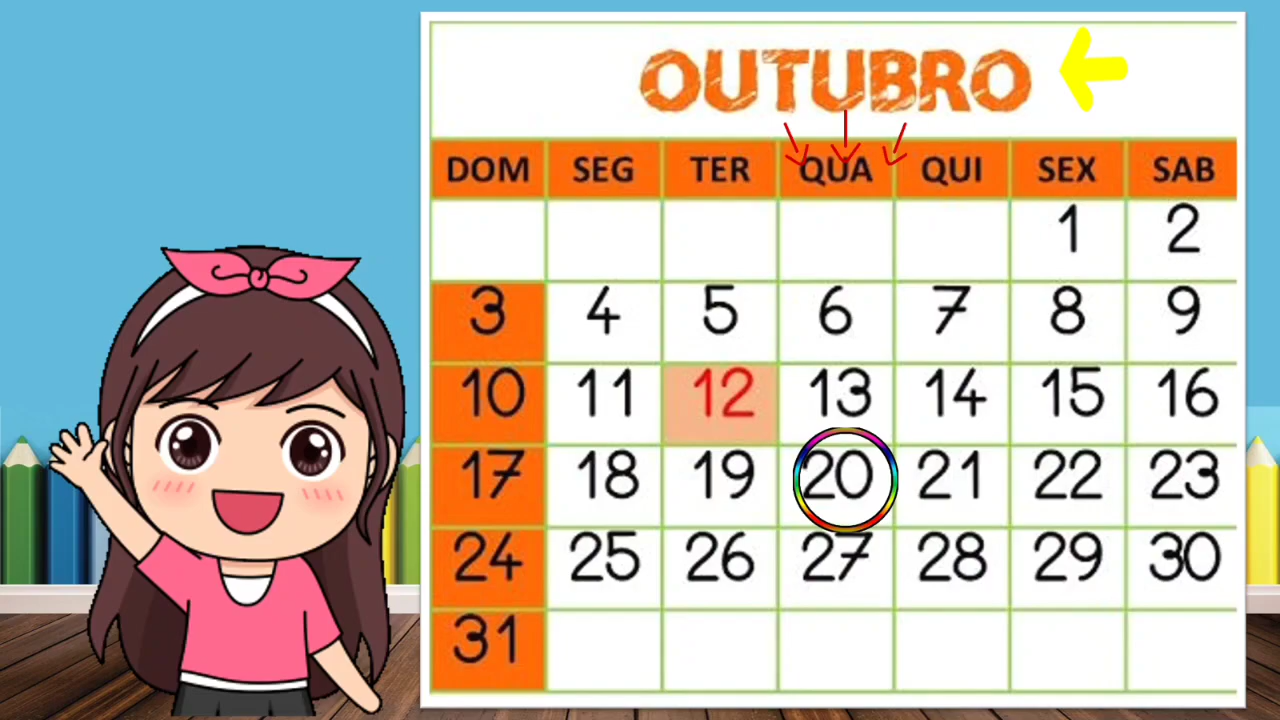 OUTUBRO
DOM SEG TER QUA QUI SEX SAB
1 2
3 4 5 6 7 8 9
10 11 12 13 14 15 16
17 18 19 20 21 22 23
24 25 26 27 28 29 30
31